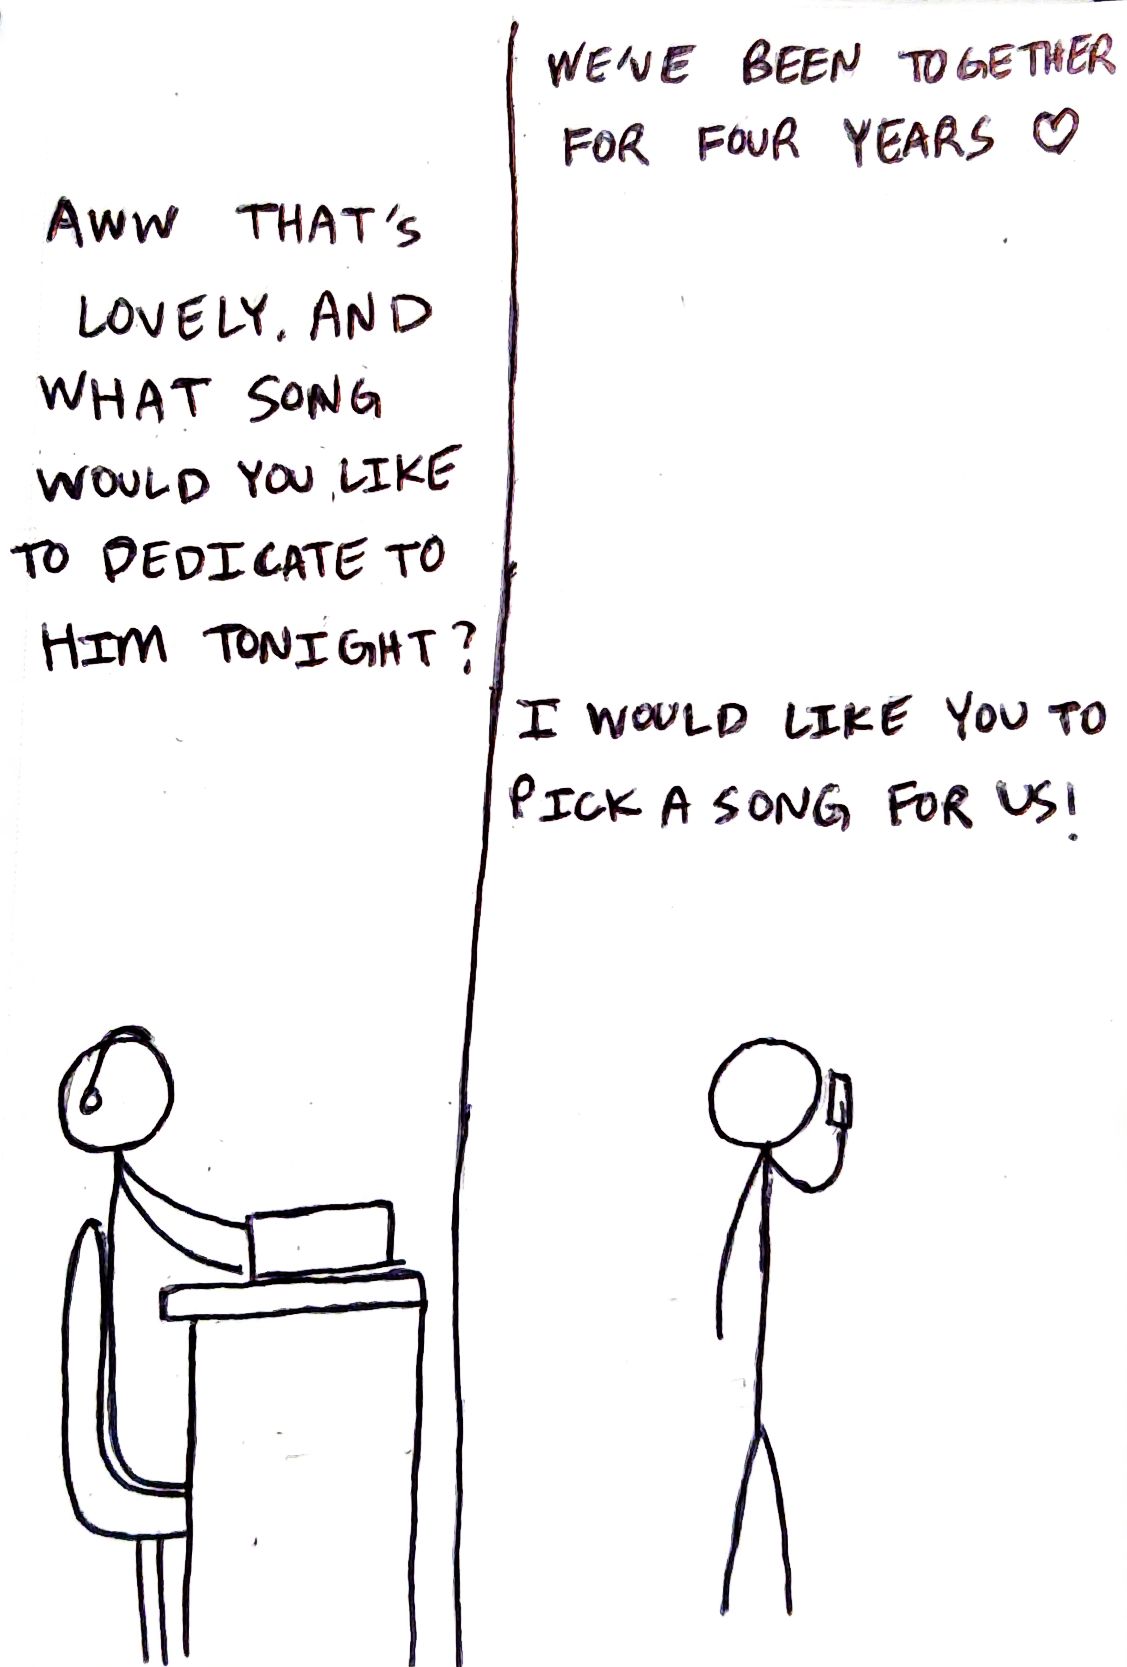 WE'VE BEEN TOGETHER
FOR FOUR YEARS ♡
AWW THAT'S
LOVELY. AND
WHAT SONG
WOULD YOU LIKE
TO DEDICATE TO
HIM TONIGHT?
I WOULD LIKE YOU TO
PICK A SONG FOR US!